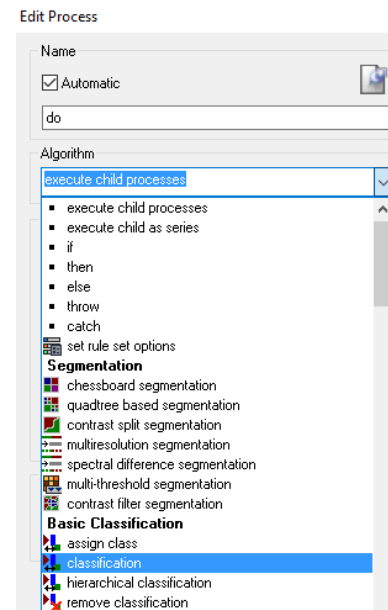 Edit Process
Name
Automatic
do
Algorithm
execute child processes
execute child processes
execute child as series
if
then
else
throw
catch
set rule set options
Segmentation
chessboard segmentation
quadtree based segmentation
contrast split segmentation
multiresolution segmentation
spectral difference segmentation
multi-threshold segmentation
contrast filter segmentation
Basic Classification
assign class
classification
hierarchical classification
remove classification